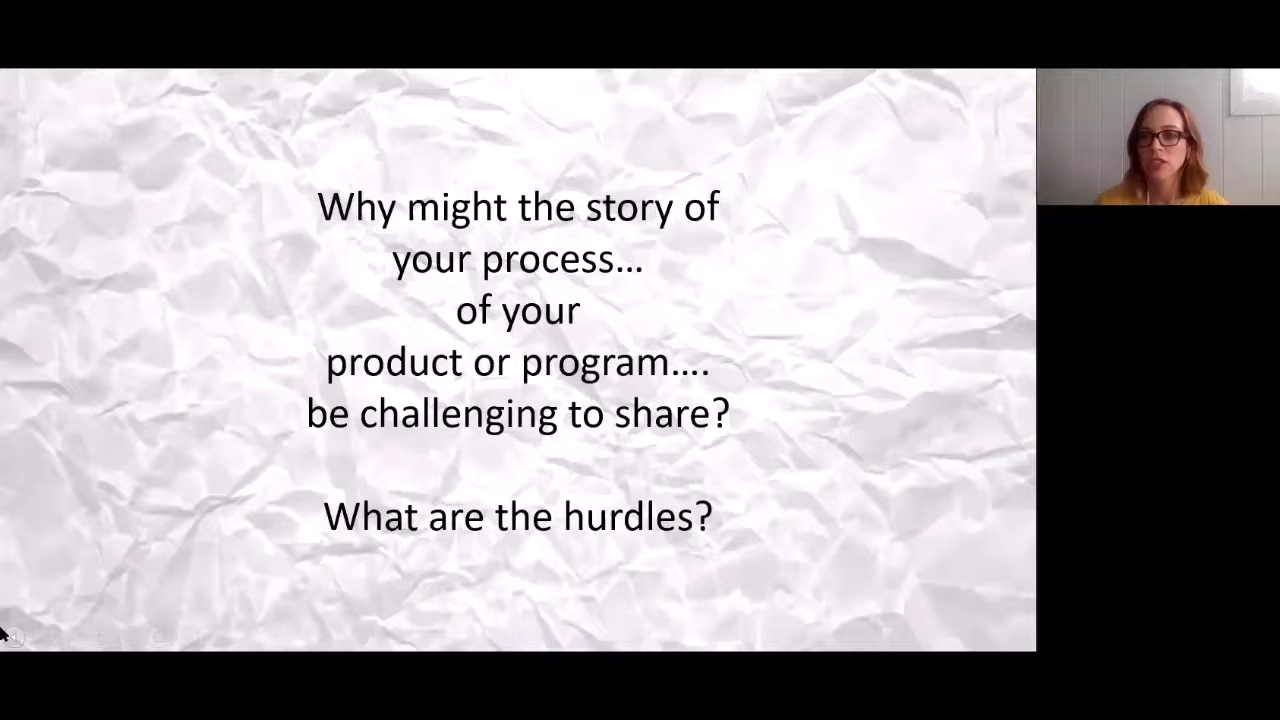 Why might the story of
your process…
of your
product or program….
be challenging to share?
What are the hurdles?